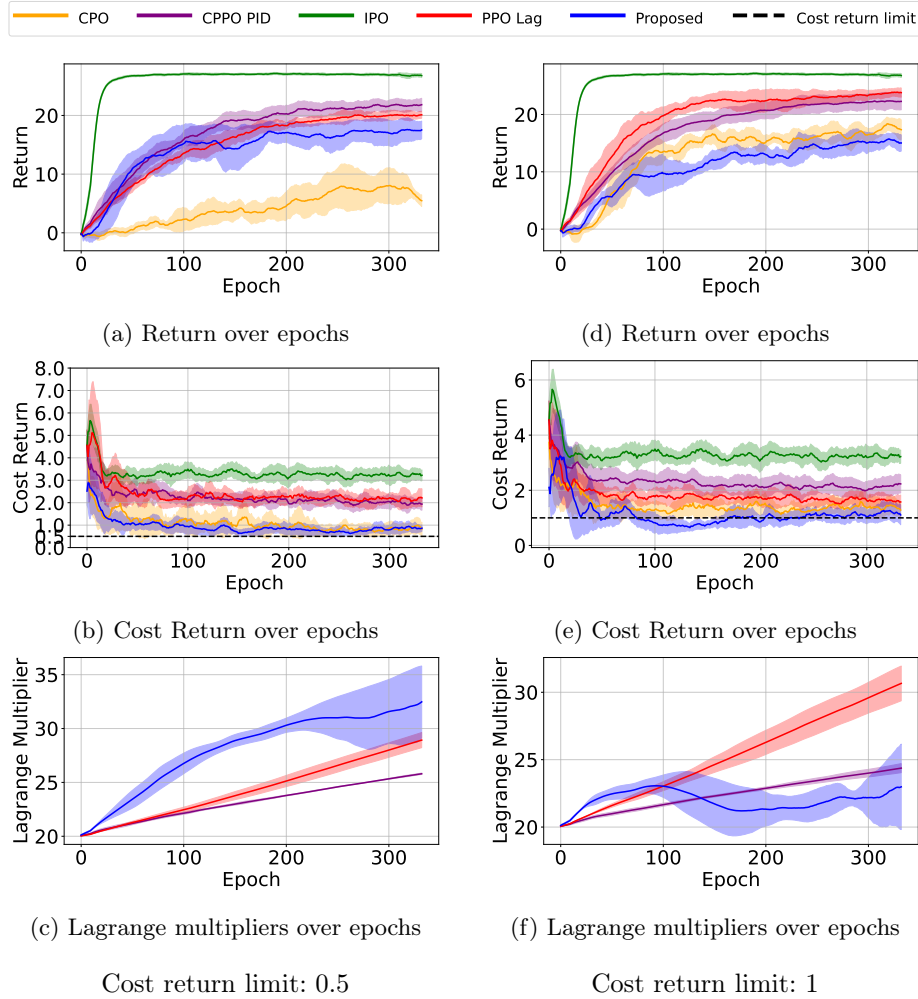 CPO CPPO PID IPO PPO Lag Proposed Cost return limit
Return
20
10
0
0 100 200 300
Epoch
(a) Return over epochs
Return
20
10
0
0 100 200 300
Epoch
(d) Return over epochs
Cost Return
8.0
7.0
6.0
5.0
4.0
3.0
2.0
1.0
0.5
0.0
0 100 200 300
Epoch
(b) Cost Return over epochs
Cost Return
6
4
2
0
0 100 200 300
Epoch
(e) Cost Return over epochs
Lagrange Multiplier
35
30
25
20
0 100 200 300
Epoch
(c) Lagrange multipliers over epochs
Lagrange Multiplier
30
25
20
0 100 200 300
Epoch
(f) Lagrange multipliers over epochs
Cost return limit: 0.5
Cost return limit: 1